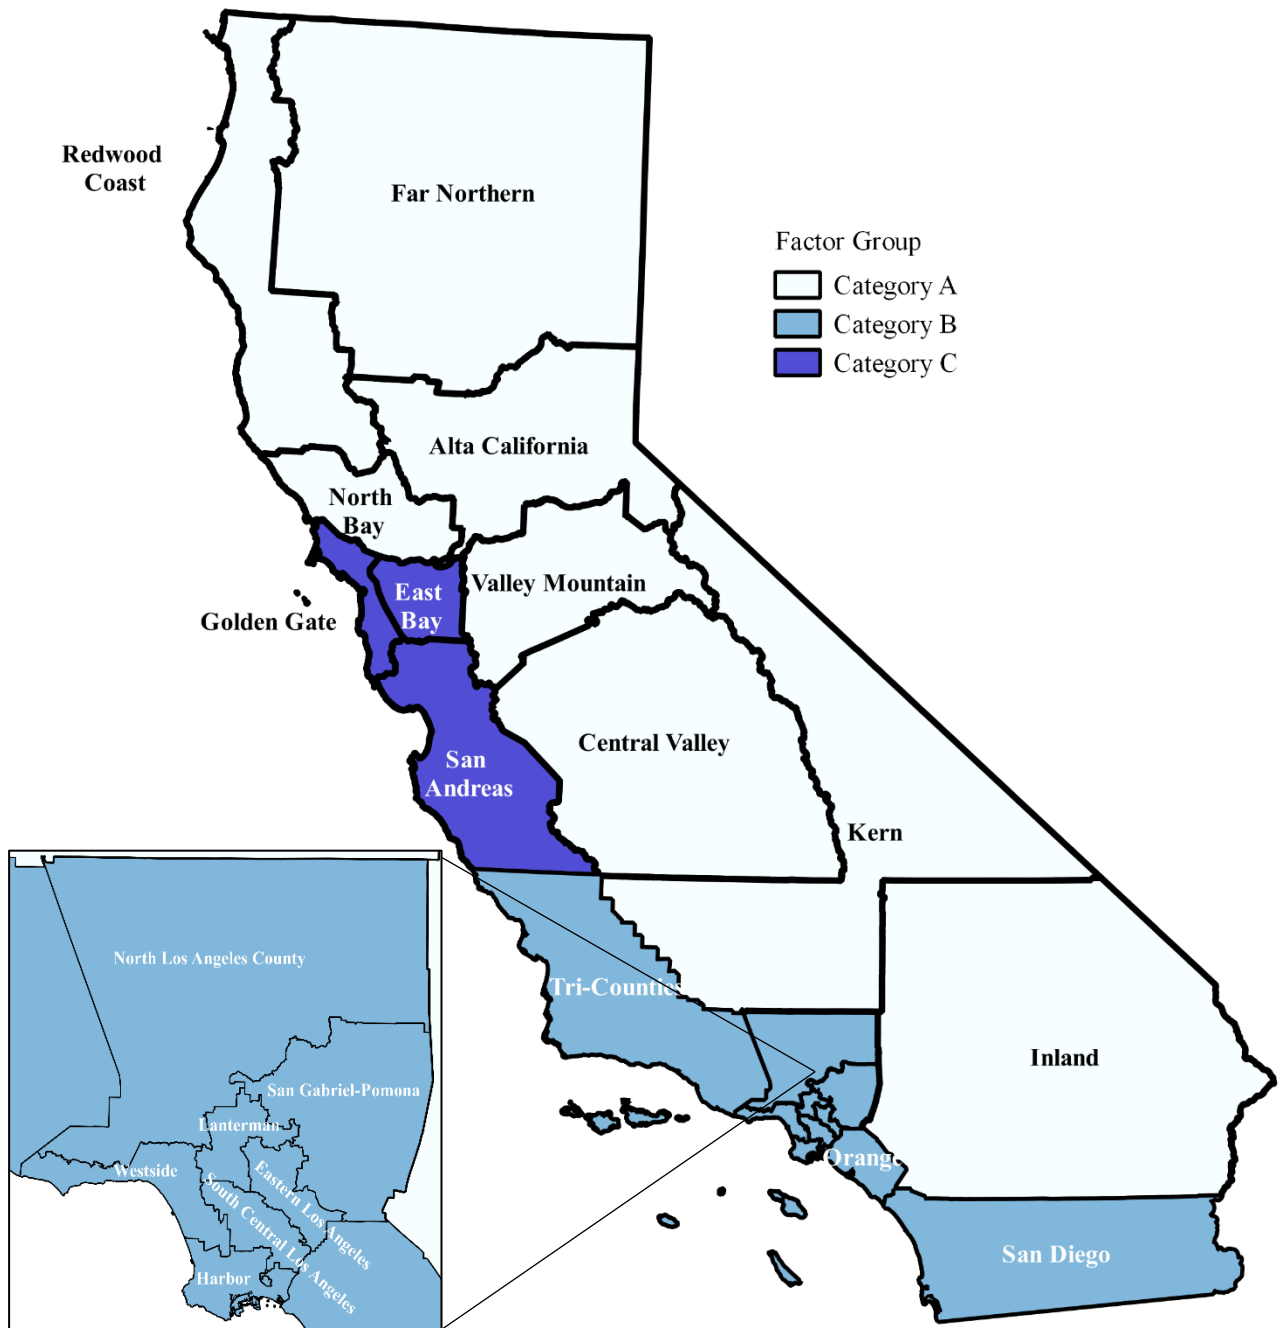 Redwood
Coast
Far Northern
Factor Group
Category A
Category B
Category C
Alta California
North
Bay
East
Bay
Valley Mountain
Golden Gate
Central Valley
San
Andreas
Kern
North Los Angeles County
Tri-Counties
Inland
San Gabriel-Pomona
Lanterman
Westside
Eastern Los Angeles
South Central Los Angeles
Harbor
Orange
San Diego